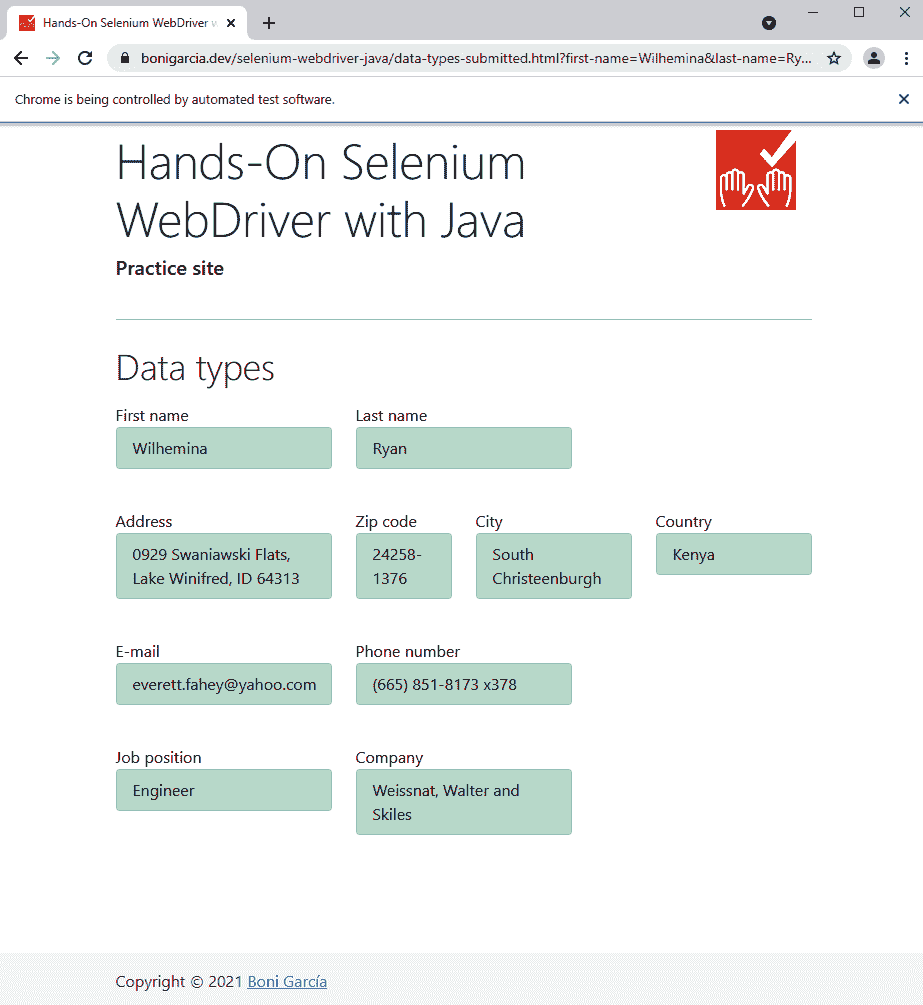 Hands-On Selenium WebDriver w
bonigarcia.dev/selenium-webdriver-java/data-types-submitted.html?first-name=Wilhemina&last-name=Ry...
Chrome is being controlled by automated test software.
Hands-On Selenium
WebDriver with Java
Practice site
Data types
First name Last name
Wilhemina Ryan
Address Zip code City Country
0929 Swaniawski Flats, 24258- South Kenya
Lake Winifred, ID 64313 1376 Christeenburgh
E-mail Phone number
everett.fahey@yahoo.com (665) 851-8173 x378
Job position Company
Engineer Weissnat, Walter and
Skiles
Copyright © 2021 Boni García